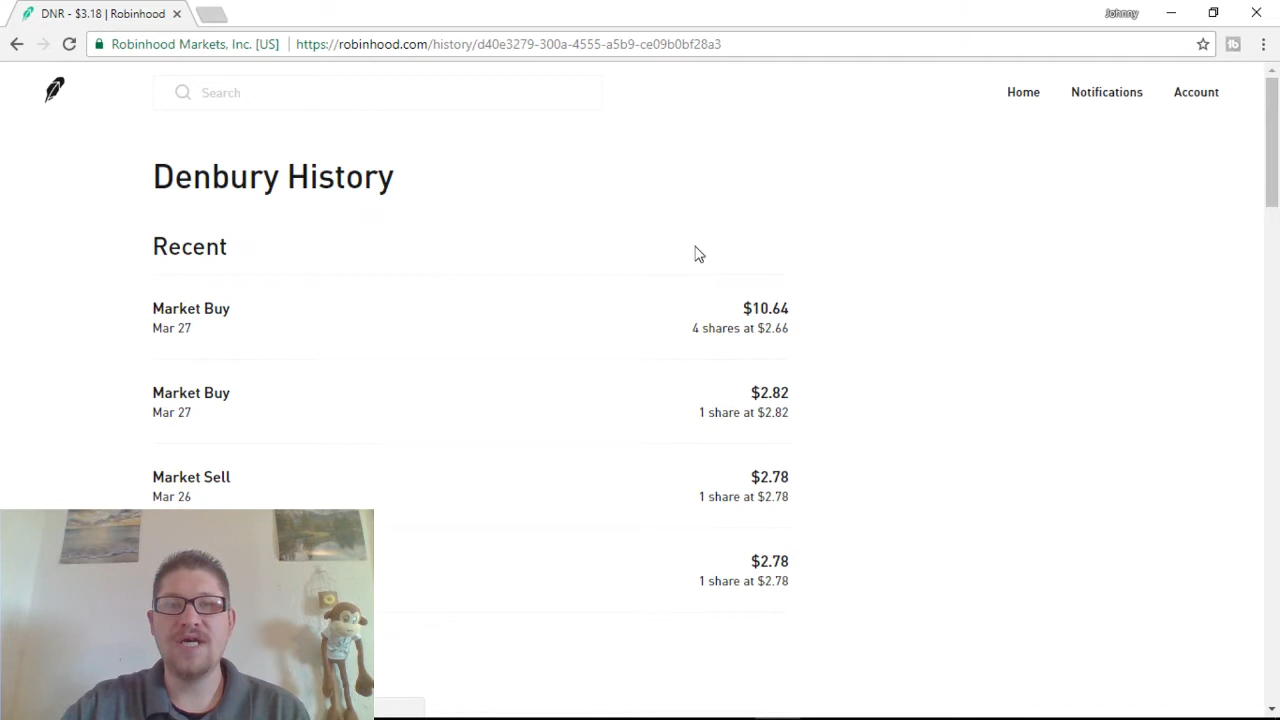 DNR - $3.18 | Robinhood
Johnny
Robinhood Markets, Inc. [US]
https://robinhood.com/history/d40e3279-300a-4555-a5b9-ce09b0bf28a3
Search
Home
Notifications
Account
Denbury History
Recent
Market Buy
$10.64
Mar 27
4 shares at $2.66
Market Buy
$2.82
Mar 27
1 share at $2.82
Market Sell
$2.78
Mar 26
1 share at $2.78
$2.78
1 share at $2.78